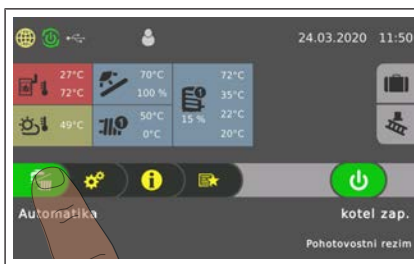 24.03.2020 11:50
27°C 70°C 72°C
72°C 100 % 35°C
49°C 50°C 15 % 22°C
0°C 20°C
Automatika kotel zap.
Pohotovostni rezim